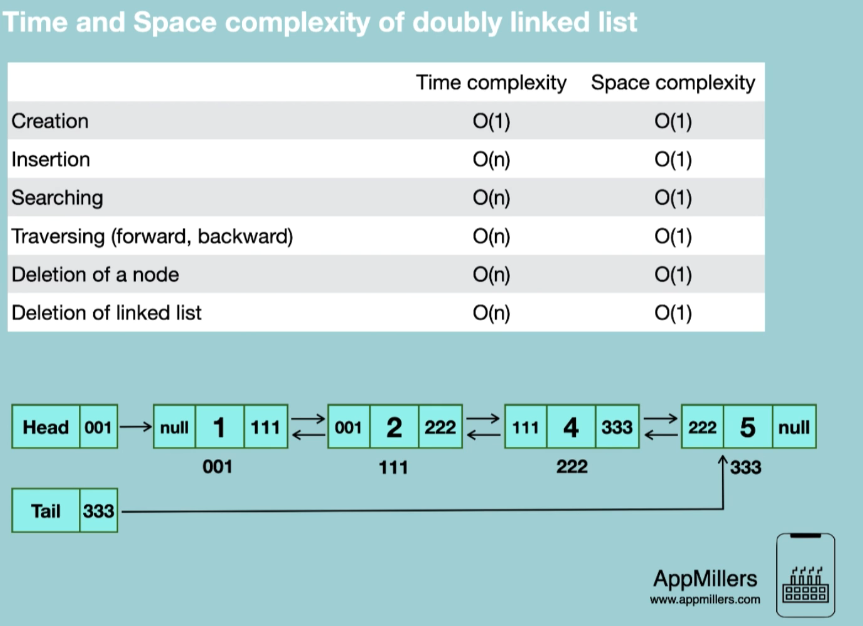 Time and Space complexity of doubly linked list
Time complexity Space complexity
Creation O(1) O(1)
Insertion O(n) O(1)
Searching O(n) O(1)
Traversing (forward, backward) O(n) O(1)
Deletion of a node O(n) O(1)
Deletion of linked list O(n) O(1)
Head 001 null 1 111 001 2 222 111 4 333 222 5 null
001 111 222 333
Tail 333
AppMillers
www.appmillers.com